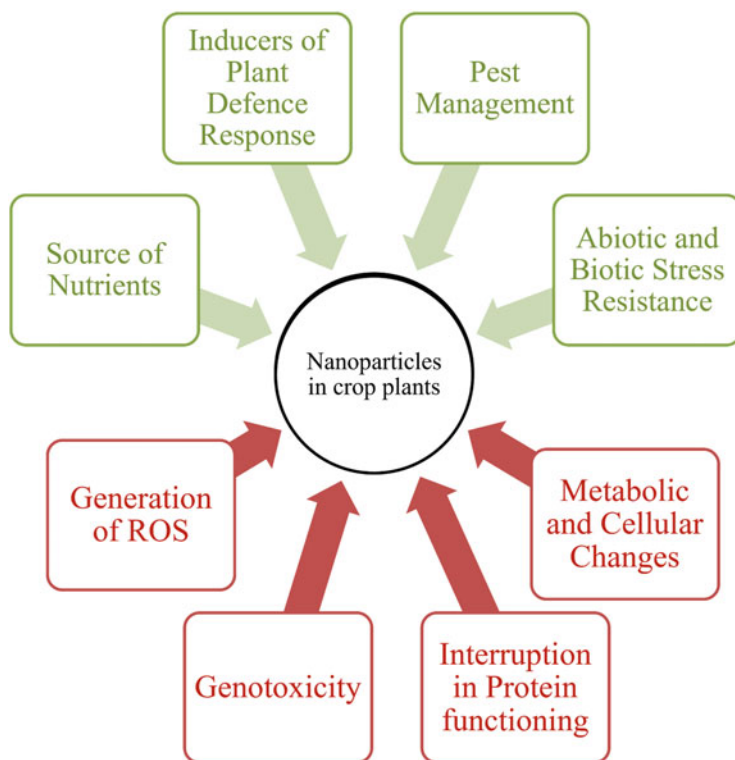 Inducers of
Plant
Defence
Response
Pest
Management
Source of
Nutrients
Abiotic and
Biotic Stress
Resistance
Nanoparticles
in crop plants
Generation
of ROS
Metabolic
and Cellular
Changes
Genotoxicity
Interruption
in Protein
functioning